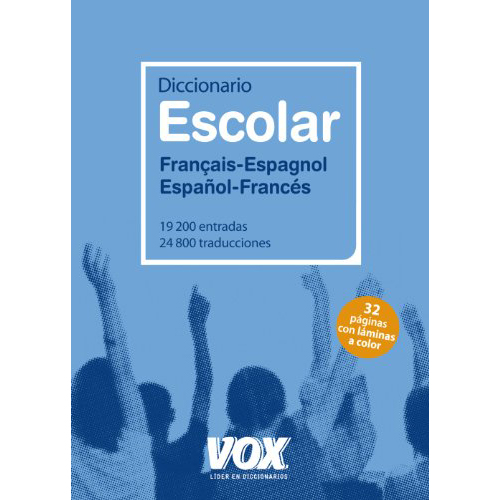 Diccionario
Escolar
Français-Espagnol
Español-Francés
19 200 entradas
24 800 traducciones
32
páginas
con láminas
a color
VOX
LÍDER EN DICCIONARIOS